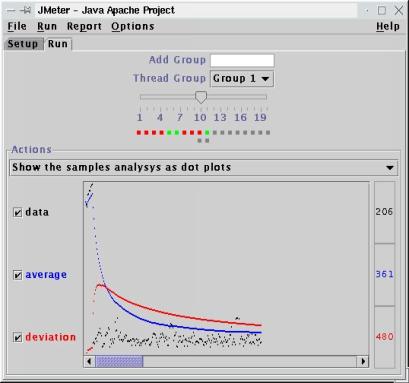 JMeter - Java Apache Project
File Run Report Options Help
Setup Run
Add Group
Thread Group Group 1
1 4 7 10 13 16 19
Actions
Show the samples analysys as dot plots
data 206
average 361
deviation 480